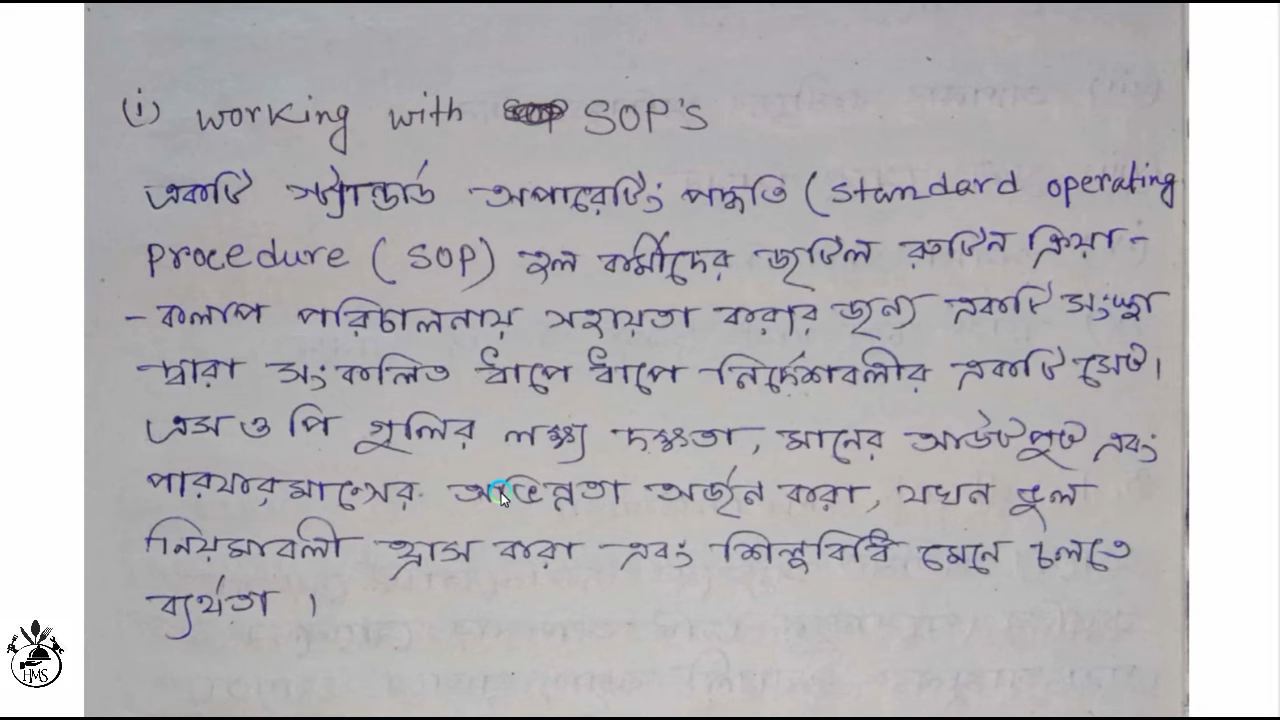 (i) working with SOP's
একটি স্ট্যান্ডার্ড অপারেটিং পদ্ধতি (standard operating
procedure (SOP) হল কর্মীদের জটিল রুটিন ক্রিয়া-
-কলাপ পরিচালনায় সহায়তা করার জন্য একটি সংস্থা
দ্বারা সংকলিত ধাপে ধাপে নির্দেশাবলীর একটি সেট।
এস ও পি গুলির লক্ষ্য দক্ষতা, মানের আউটপুট এবং
পারফরমান্সের অভিন্নতা অর্জন করা, যখন ভুল
নিয়মাবলী হ্রাস করা এবং শিল্পবিধি মেনে চলতে
ব্যর্থতা ।
HMS